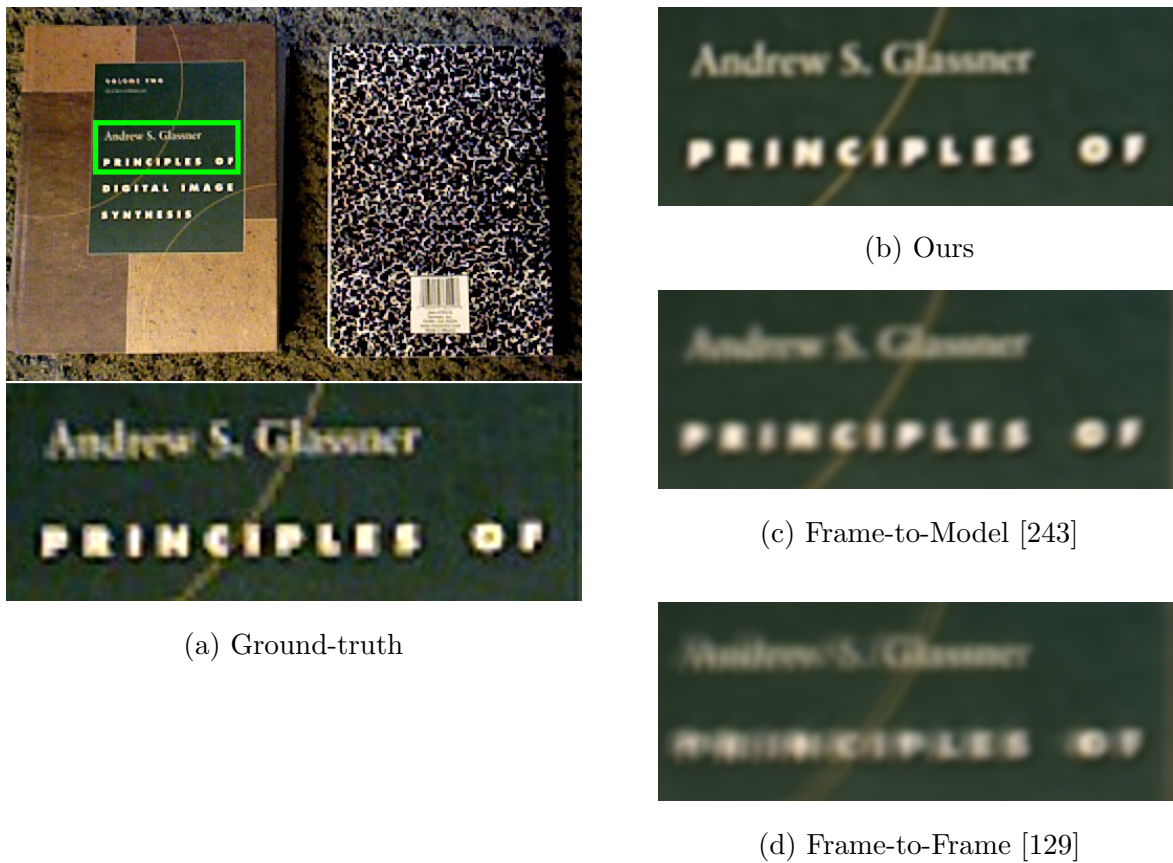 VOLUME TWO
Andrew S. Glassner
PRINCIPLES OF
DIGITAL IMAGE
SYNTHESIS
Andrew S. Glassner
PRINCIPLES OF
(a) Ground-truth
Andrew S. Glassner
PRINCIPLES OF
(b) Ours
Andrew S. Glassner
PRINCIPLES OF
(c) Frame-to-Model [243]
Andrew S. Glassner
PRINCIPLES OF
(d) Frame-to-Frame [129]